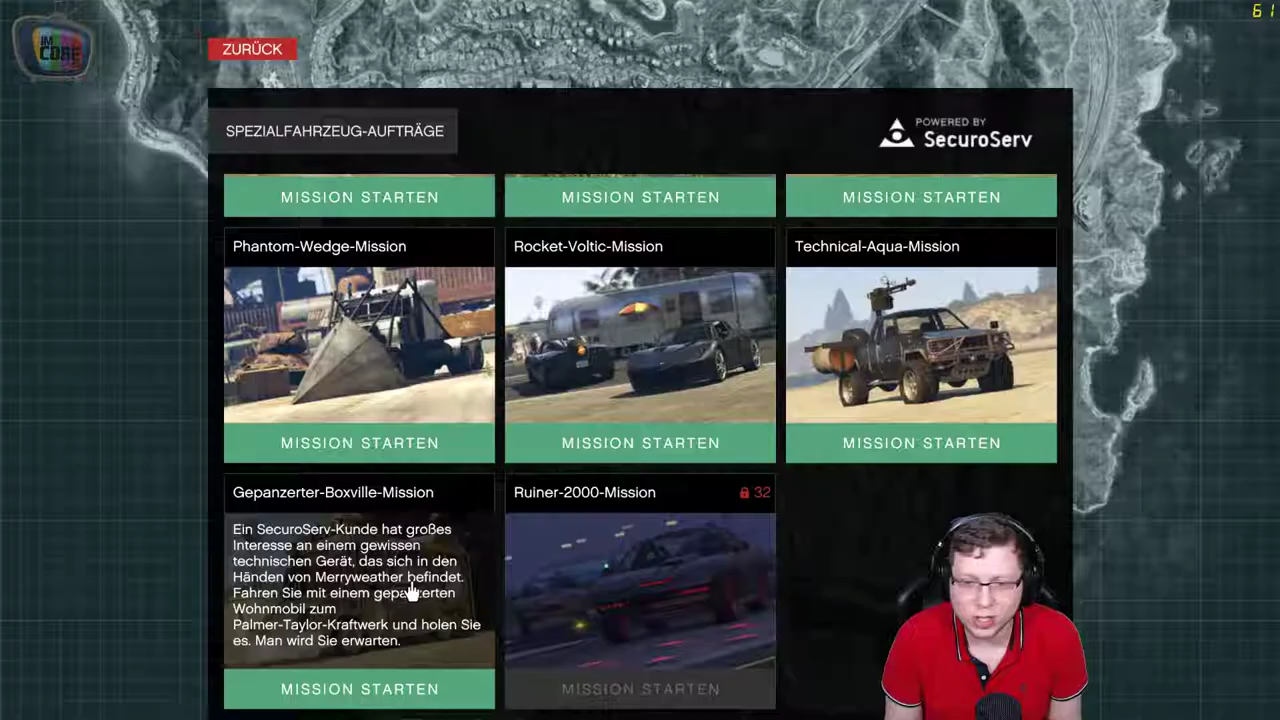 IM
CORE
61
ZURÜCK
SPEZIALFAHRZEUG-AUFTRÄGE
POWERED BY
SecuroServ
MISSION STARTEN
MISSION STARTEN
MISSION STARTEN
Phantom-Wedge-Mission
Rocket-Voltic-Mission
Technical-Aqua-Mission
MISSION STARTEN
MISSION STARTEN
MISSION STARTEN
Gepanzerter-Boxville-Mission
Ruiner-2000-Mission
32
Ein SecuroServ-Kunde hat großes
Interesse an einem gewissen
technischen Gerät, das sich in den
Händen von Merryweather befindet.
Fahren Sie mit einem gepanzerten
Wohnmobil zum
Palmer-Taylor-Kraftwerk und holen Sie
es. Man wird Sie erwarten.
MISSION STARTEN
MISSION STARTEN